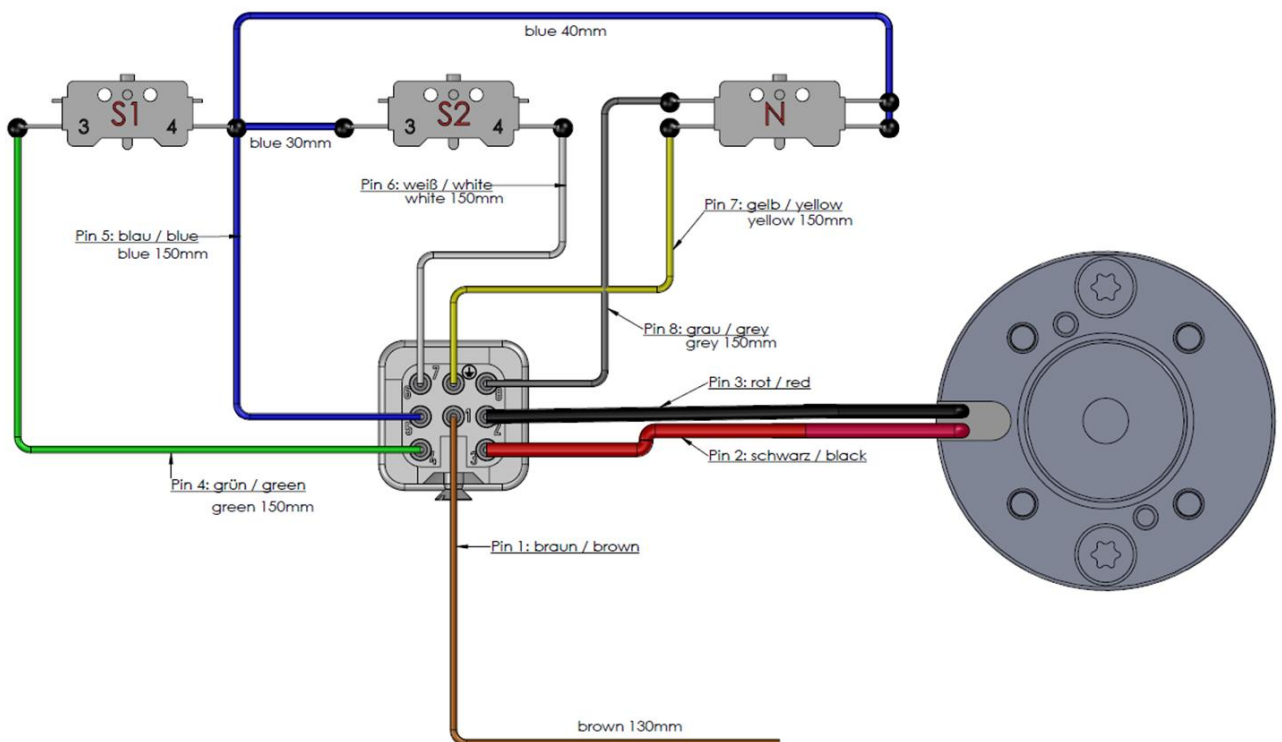 blue 40mm
S1
3
4
S2
3
4
N
blue 30mm
Pin 6: weiß / white
white 150mm
Pin 7: gelb / yellow
yellow 150mm
Pin 5: blau / blue
blue 150mm
Pin 8: grau / grey
grey 150mm
7
6
8
5
1
2
4
3
Pin 3: rot / red
Pin 2: schwarz / black
Pin 4: grün / green
green 150mm
Pin 1: braun / brown
brown 130mm